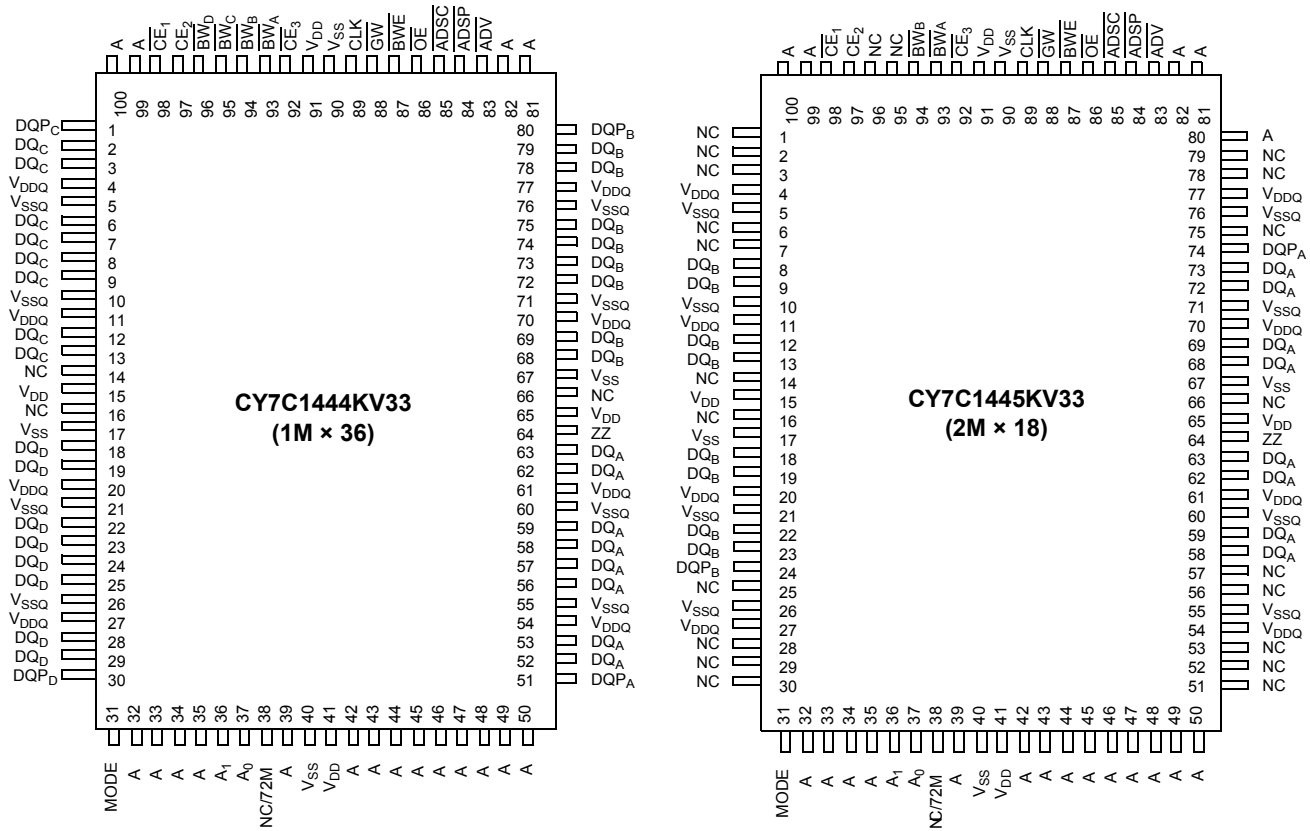 A A CE1 CE2 BWD BWC BWB BWA CE3 VDD VSS CLK GW BWE OE ADSC ADSP ADV A A
100 99 98 97 96 95 94 93 92 91 90 89 88 87 86 85 84 83 82 81
DQPC 1 80 DQPB
DQC 2 79 DQB
DQC 3 78 DQB
VDDQ 4 77 VDDQ
VSSQ 5 76 VSSQ
DQC 6 75 DQB
DQC 7 74 DQB
DQC 8 73 DQB
DQC 9 72 DQB
VSSQ 10 71 VSSQ
VDDQ 11 70 VDDQ
DQC 12 69 DQB
DQC 13 68 DQB
NC 14 67 VSS
VDD 15 66 NC
NC 16 65 VDD
VSS 17 64 ZZ
DQD 18 63 DQA
DQD 19 62 DQA
VDDQ 20 61 VDDQ
VSSQ 21 60 VSSQ
DQD 22 59 DQA
DQD 23 58 DQA
DQD 24 57 DQA
DQD 25 56 DQA
VSSQ 26 55 VSSQ
VDDQ 27 54 VDDQ
DQD 28 53 DQA
DQD 29 52 DQA
DQPD 30 51 DQPA
CY7C1444KV33
(1M × 36)
31 32 33 34 35 36 37 38 39 40 41 42 43 44 45 46 47 48 49 50
MODE A A A A A1 A0 NC/72M A VSS VDD A A A A A A A A A
A A CE1 CE2 NC NC BWB BWA CE3 VDD VSS CLK GW BWE OE ADSC ADSP ADV A A
100 99 98 97 96 95 94 93 92 91 90 89 88 87 86 85 84 83 82 81
NC 1 80 A
NC 2 79 NC
NC 3 78 NC
VDDQ 4 77 VDDQ
VSSQ 5 76 VSSQ
NC 6 75 NC
NC 7 74 DQPA
DQB 8 73 DQA
DQB 9 72 DQA
VSSQ 10 71 VSSQ
VDDQ 11 70 VDDQ
DQB 12 69 DQA
DQB 13 68 DQA
NC 14 67 VSS
VDD 15 66 NC
NC 16 65 VDD
VSS 17 64 ZZ
DQB 18 63 DQA
DQB 19 62 DQA
VDDQ 20 61 VDDQ
VSSQ 21 60 VSSQ
DQB 22 59 DQA
DQB 23 58 DQA
DQPB 24 57 NC
NC 25 56 NC
VSSQ 26 55 VSSQ
VDDQ 27 54 VDDQ
NC 28 53 NC
NC 29 52 NC
NC 30 51 NC
CY7C1445KV33
(2M × 18)
31 32 33 34 35 36 37 38 39 40 41 42 43 44 45 46 47 48 49 50
MODE A A A A A1 A0 NC/72M A VSS VDD A A A A A A A A A